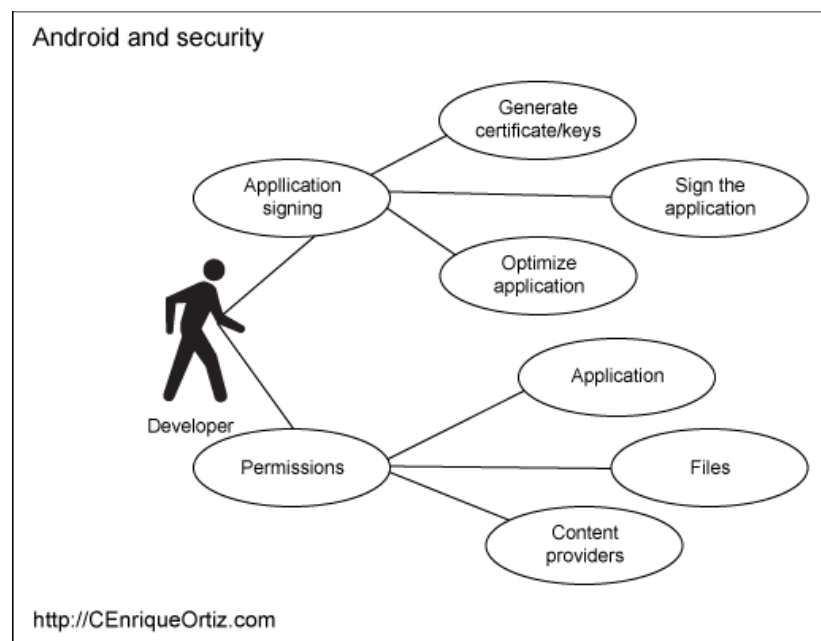 Android and security
Generate
certificate/keys
Appllication
signing
Sign the
application
Optimize
application
Application
Developer
Permissions
Files
Content
providers
http://CEnriqueOrtiz.com